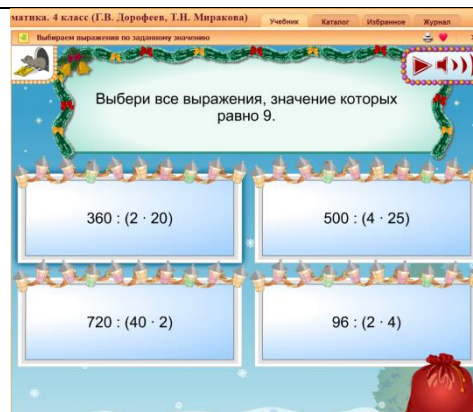 матика. 4 класс (Г.В. Дорофеев, Т.Н. Миракова)
Учебник Каталог Избранное Журнал
Выбираем выражения по заданному значению
Выбери все выражения, значение которых
равно 9.
360 : (2 · 20)
500 : (4 · 25)
720 : (40 · 2)
96 : (2 · 4)